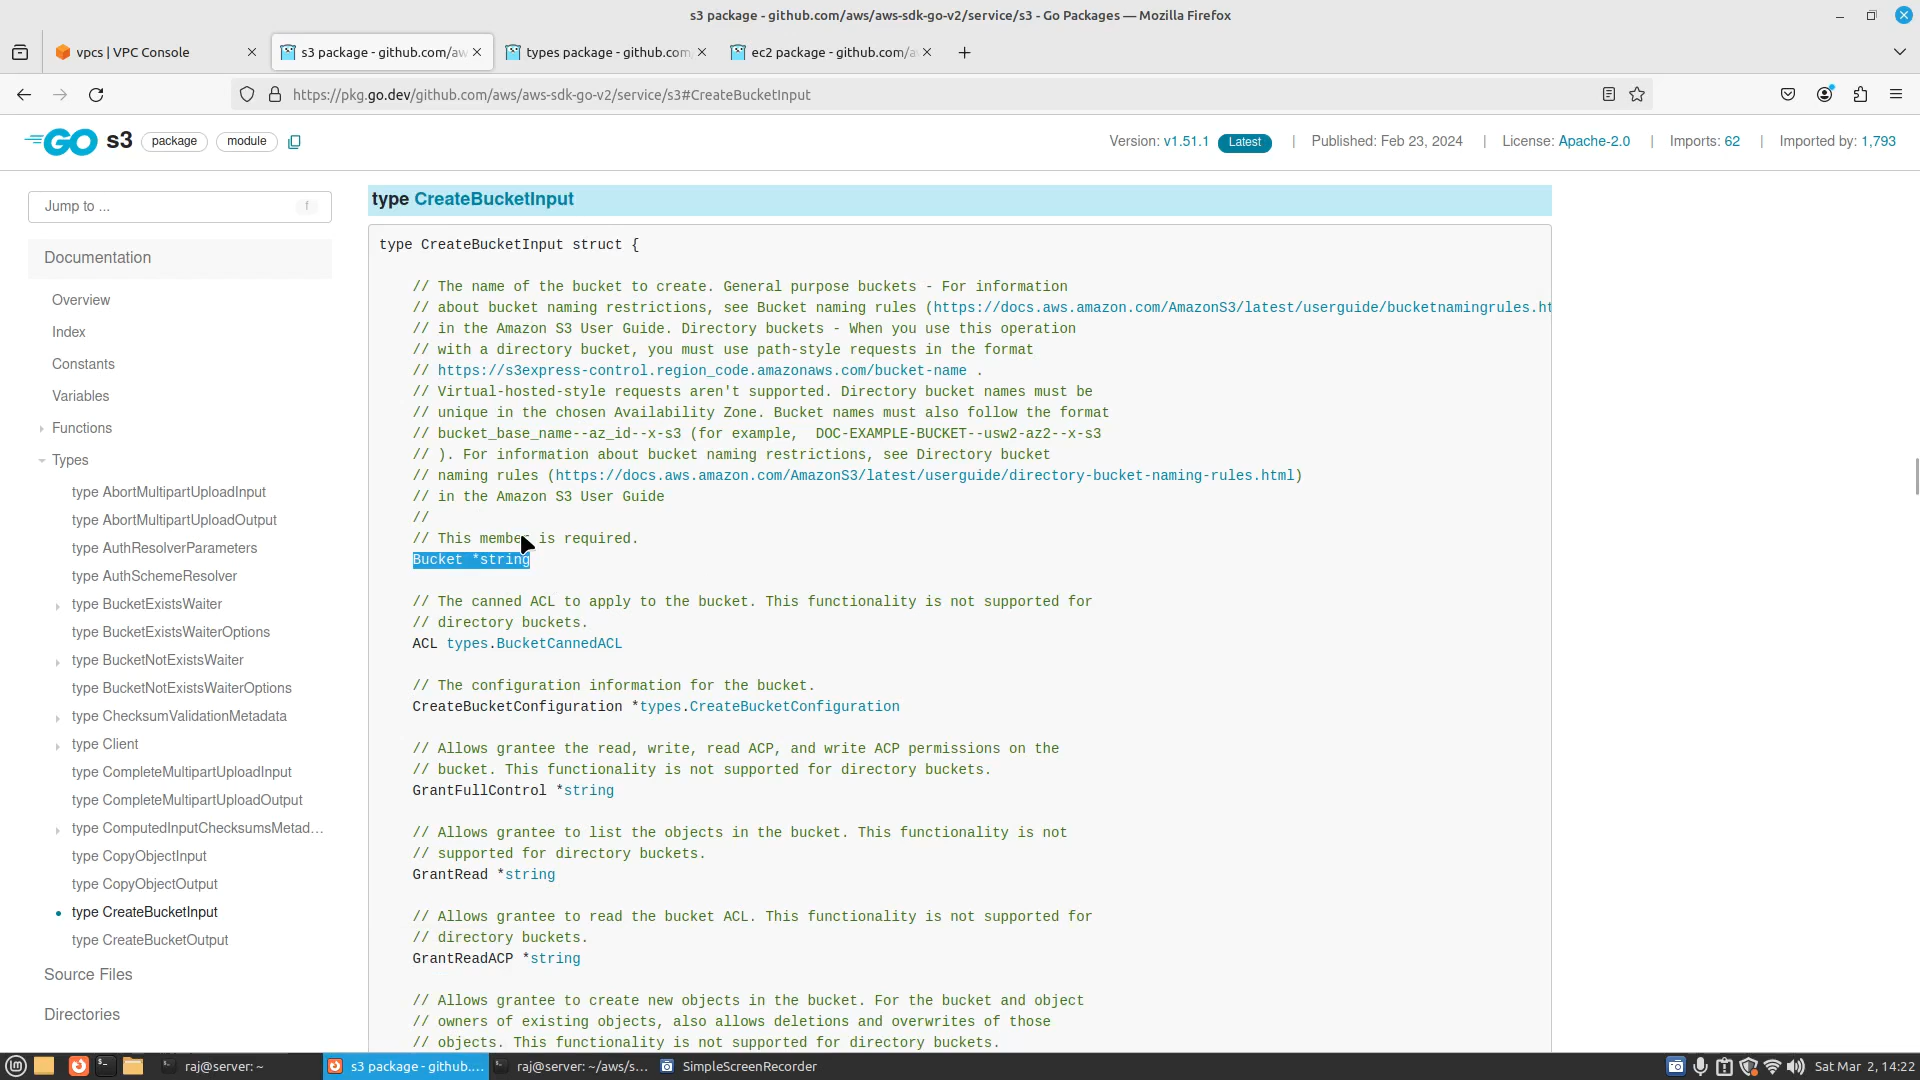 s3 package - github.com/aws/aws-sdk-go-v2/service/s3 - Go Packages — Mozilla Firefox
vpcs | VPC Console
s3 package - github.com/aw
types package - github.com
ec2 package - github.com/a
https://pkg.go.dev/github.com/aws/aws-sdk-go-v2/service/s3#CreateBucketInput
GO s3 package module
Version: v1.51.1 Latest | Published: Feb 23, 2024 | License: Apache-2.0 | Imports: 62 | Imported by: 1,793
Jump to ... f
Documentation
Overview
Index
Constants
Variables
Functions
Types
type AbortMultipartUploadInput
type AbortMultipartUploadOutput
type AuthResolverParameters
type AuthSchemeResolver
type BucketExistsWaiter
type BucketExistsWaiterOptions
type BucketNotExistsWaiter
type BucketNotExistsWaiterOptions
type ChecksumValidationMetadata
type Client
type CompleteMultipartUploadInput
type CompleteMultipartUploadOutput
type ComputedInputChecksumsMetad...
type CopyObjectInput
type CopyObjectOutput
type CreateBucketInput
type CreateBucketOutput
Source Files
Directories
type CreateBucketInput
type CreateBucketInput struct {
// The name of the bucket to create. General purpose buckets - For information
// about bucket naming restrictions, see Bucket naming rules (https://docs.aws.amazon.com/AmazonS3/latest/userguide/bucketnamingrules.ht
// in the Amazon S3 User Guide. Directory buckets - When you use this operation
// with a directory bucket, you must use path-style requests in the format
// https://s3express-control.region_code.amazonaws.com/bucket-name .
// Virtual-hosted-style requests aren't supported. Directory bucket names must be
// unique in the chosen Availability Zone. Bucket names must also follow the format
// bucket_base_name--az_id--x-s3 (for example,  DOC-EXAMPLE-BUCKET--usw2-az2--x-s3
// ). For information about bucket naming restrictions, see Directory bucket
// naming rules (https://docs.aws.amazon.com/AmazonS3/latest/userguide/directory-bucket-naming-rules.html)
// in the Amazon S3 User Guide
//
// This member is required.
Bucket *string
// The canned ACL to apply to the bucket. This functionality is not supported for
// directory buckets.
ACL types.BucketCannedACL
// The configuration information for the bucket.
CreateBucketConfiguration *types.CreateBucketConfiguration
// Allows grantee the read, write, read ACP, and write ACP permissions on the
// bucket. This functionality is not supported for directory buckets.
GrantFullControl *string
// Allows grantee to list the objects in the bucket. This functionality is not
// supported for directory buckets.
GrantRead *string
// Allows grantee to read the bucket ACL. This functionality is not supported for
// directory buckets.
GrantReadACP *string
// Allows grantee to create new objects in the bucket. For the bucket and object
// owners of existing objects, also allows deletions and overwrites of those
// objects. This functionality is not supported for directory buckets.
raj@server: ~
s3 package - github....
raj@server: ~/aws/s...
SimpleScreenRecorder
Sat Mar 2, 14:22